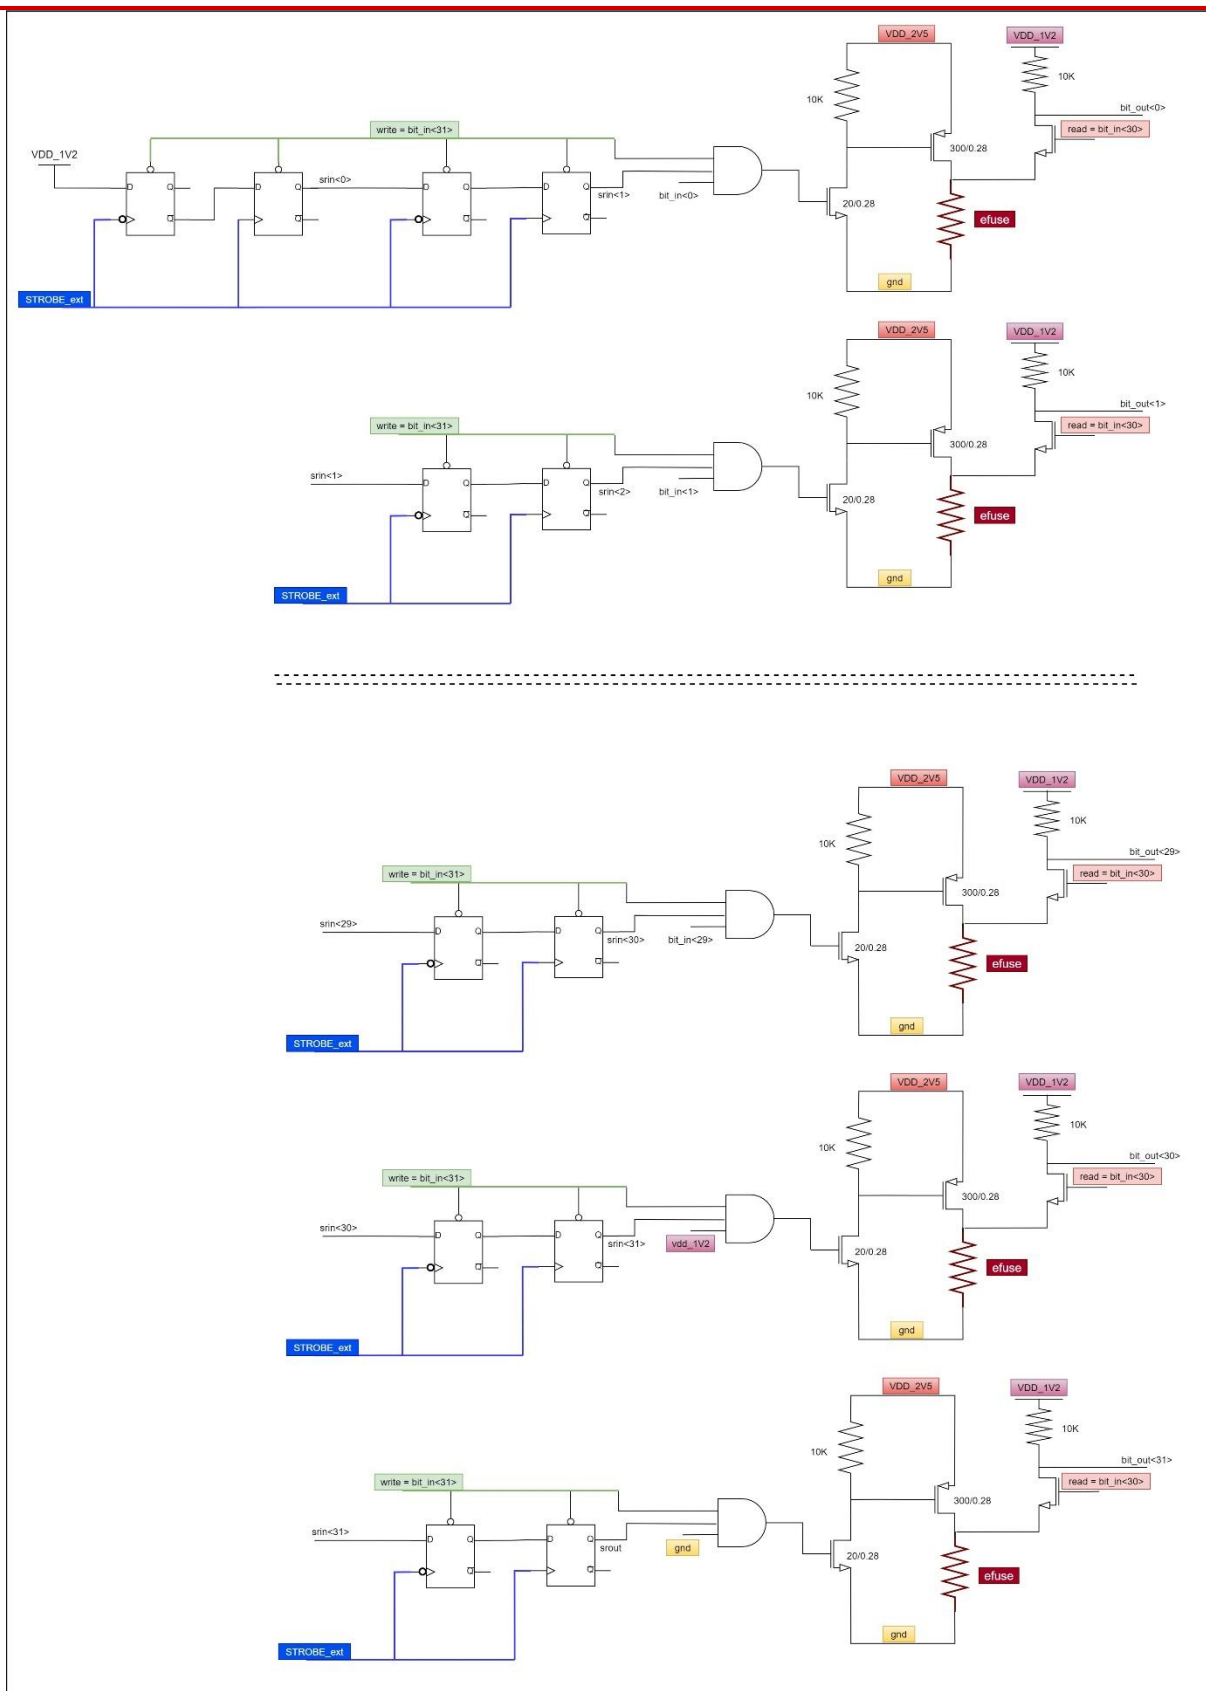 VDD_2V5
VDD_1V2
10K
10K
bit_out<0>
write = bit_in<31>
read = bit_in<30>
VDD_1V2
300/0.28
srin<0>
D Q
Q
D Q
Q
D Q
Q
D Q
Q
srin<1>
bit_in<0>
20/0.28
efuse
gnd
STROBE_ext
VDD_2V5
VDD_1V2
10K
10K
bit_out<1>
write = bit_in<31>
read = bit_in<30>
300/0.28
srin<1>
D Q
Q
D Q
Q
srin<2>
bit_in<1>
20/0.28
efuse
gnd
STROBE_ext
VDD_2V5
VDD_1V2
10K
10K
bit_out<29>
write = bit_in<31>
read = bit_in<30>
300/0.28
srin<29>
D Q
Q
D Q
Q
srin<30>
bit_in<29>
20/0.28
efuse
gnd
STROBE_ext
VDD_2V5
VDD_1V2
10K
10K
bit_out<30>
write = bit_in<31>
read = bit_in<30>
300/0.28
srin<30>
D Q
Q
D Q
Q
srin<31>
vdd_1V2
20/0.28
efuse
gnd
STROBE_ext
VDD_2V5
VDD_1V2
10K
10K
bit_out<31>
write = bit_in<31>
read = bit_in<30>
300/0.28
srin<31>
D Q
Q
D Q
Q
srout
gnd
20/0.28
efuse
gnd
STROBE_ext